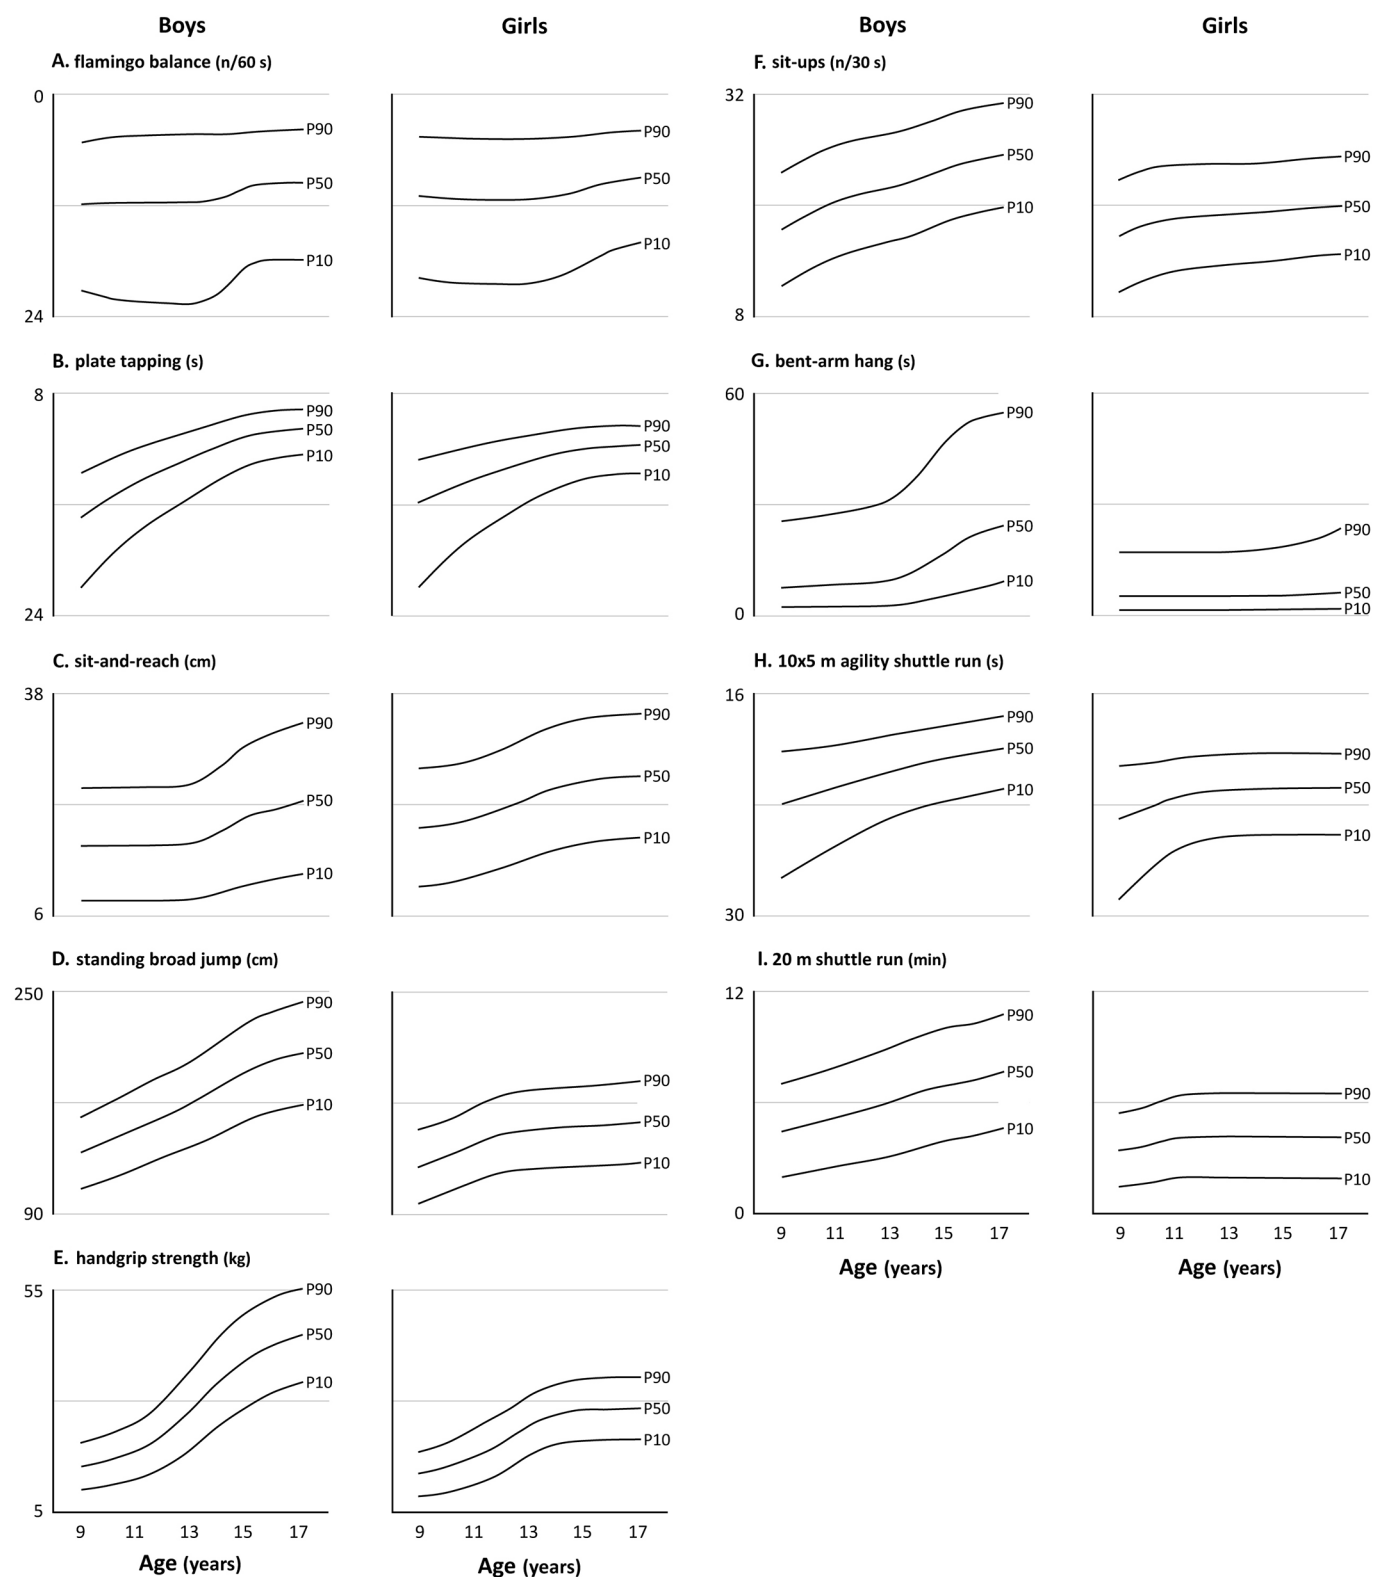 Boys
Girls
Boys
Girls
A. flamingo balance (n/60 s)
0
24
P90
P50
P10
P90
P50
P10
F. sit-ups (n/30 s)
32
8
P90
P50
P10
P90
P50
P10
B. plate tapping (s)
8
24
P90
P50
P10
P90
P50
P10
G. bent-arm hang (s)
60
0
P90
P50
P10
P90
P50
P10
C. sit-and-reach (cm)
38
6
P90
P50
P10
P90
P50
P10
H. 10x5 m agility shuttle run (s)
16
30
P90
P50
P10
P90
P50
P10
D. standing broad jump (cm)
250
90
P90
P50
P10
P90
P50
P10
I. 20 m shuttle run (min)
12
0
P90
P50
P10
P90
P50
P10
9 11 13 15 17
9 11 13 15 17
Age (years)
Age (years)
E. handgrip strength (kg)
55
5
P90
P50
P10
P90
P50
P10
9 11 13 15 17
9 11 13 15 17
Age (years)
Age (years)